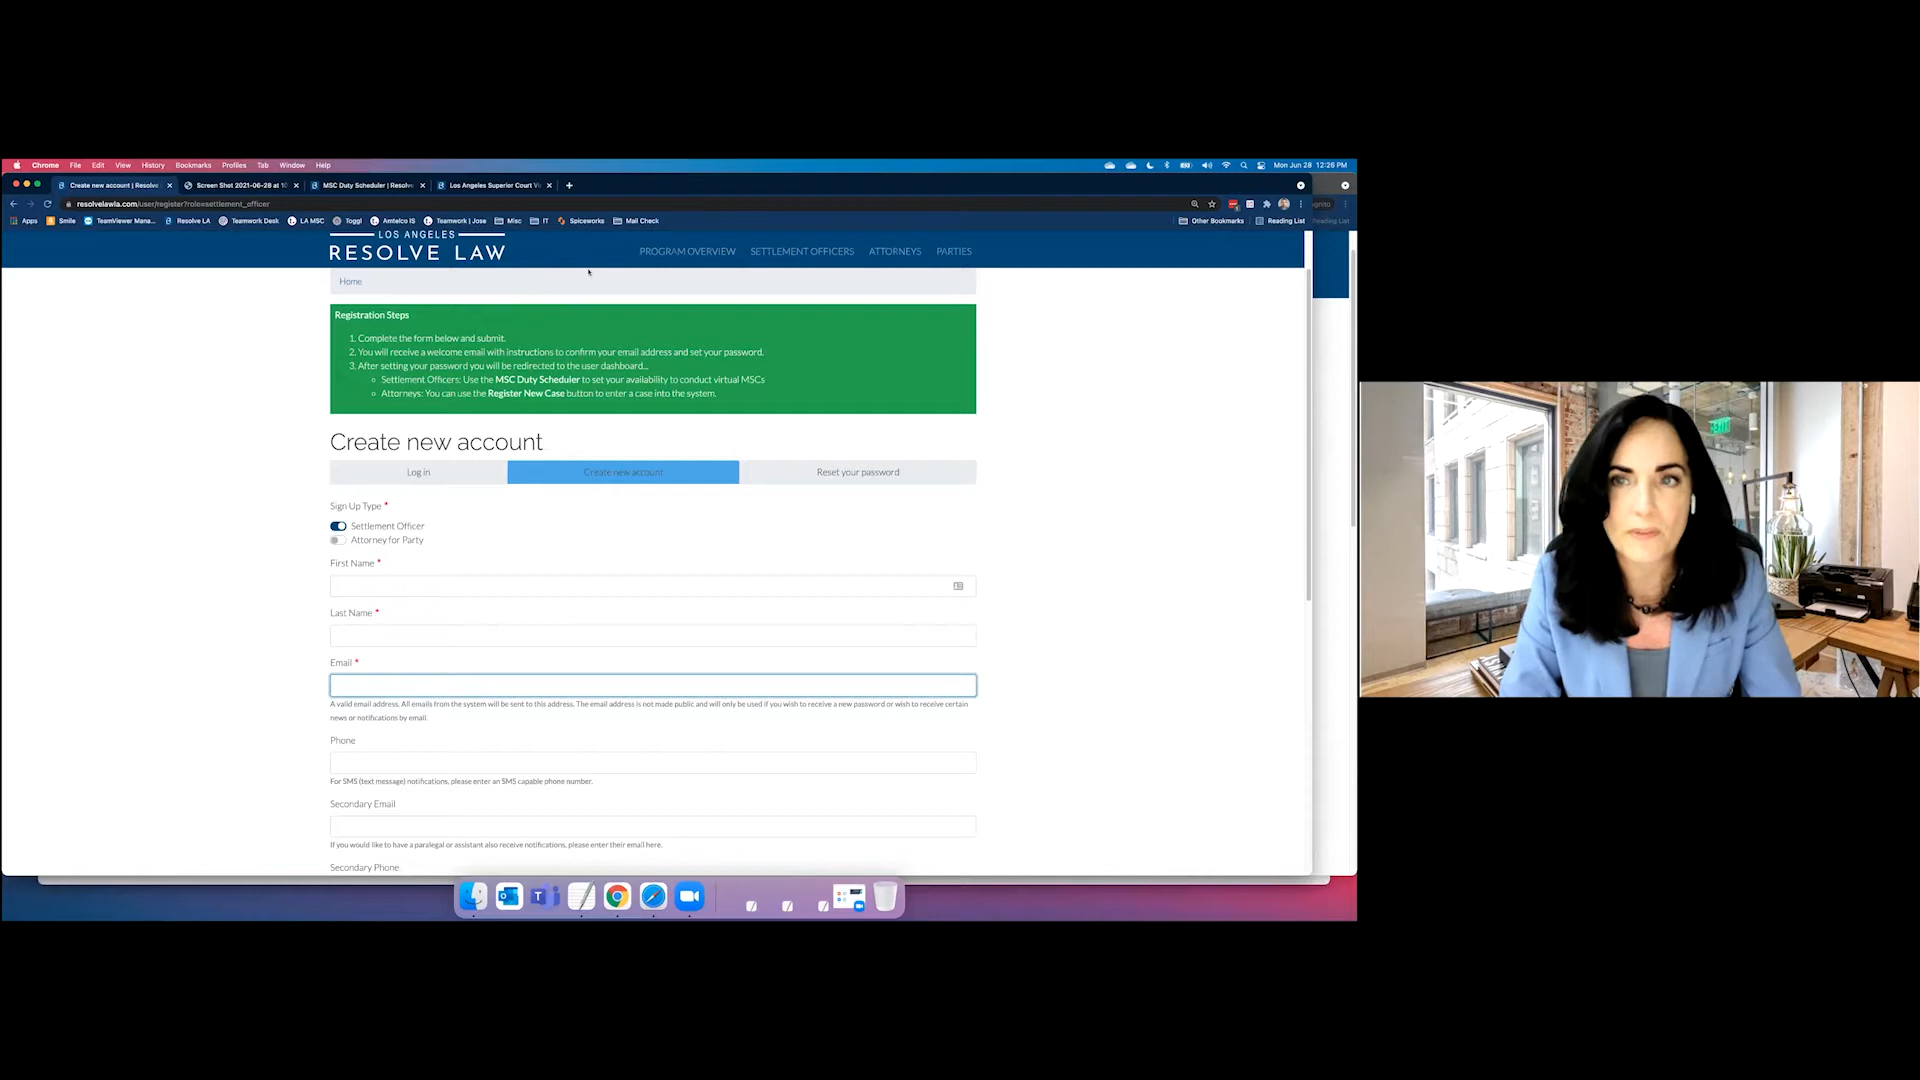 Chrome File Edit View History Bookmarks Profiles Tab Window Help Mon Jun 28 12:26 PM
Create new account | Resolve Screen Shot 2021-06-28 at 10 MSC Duty Scheduler | Resolve Los Angeles Superior Court Vi
resolvelawla.com/user/register?role=settlement_officer
Apps Smile TeamViewer Mana... Resolve LA Teamwork Desk LA MSC Toggl Amtelco IS Teamwork | Jose Misc IT Spiceworks Mail Check Other Bookmarks Reading List Reading List
LOS ANGELES
RESOLVE LAW
PROGRAM OVERVIEW SETTLEMENT OFFICERS ATTORNEYS PARTIES
Home
Registration Steps
1. Complete the form below and submit.
2. You will receive a welcome email with instructions to confirm your email address and set your password.
3. After setting your password you will be redirected to the user dashboard...
Settlement Officers: Use the MSC Duty Scheduler to set your availability to conduct virtual MSCs
Attorneys: You can use the Register New Case button to enter a case into the system.
Create new account
Log in Create new account Reset your password
Sign Up Type *
Settlement Officer
Attorney for Party
First Name *
Last Name *
Email *
A valid email address. All emails from the system will be sent to this address. The email address is not made public and will only be used if you wish to receive a new password or wish to receive certain
news or notifications by email.
Phone
For SMS (text message) notifications, please enter an SMS capable phone number.
Secondary Email
If you would like to have a paralegal or assistant also receive notifications, please enter their email here.
Secondary Phone
EXIT